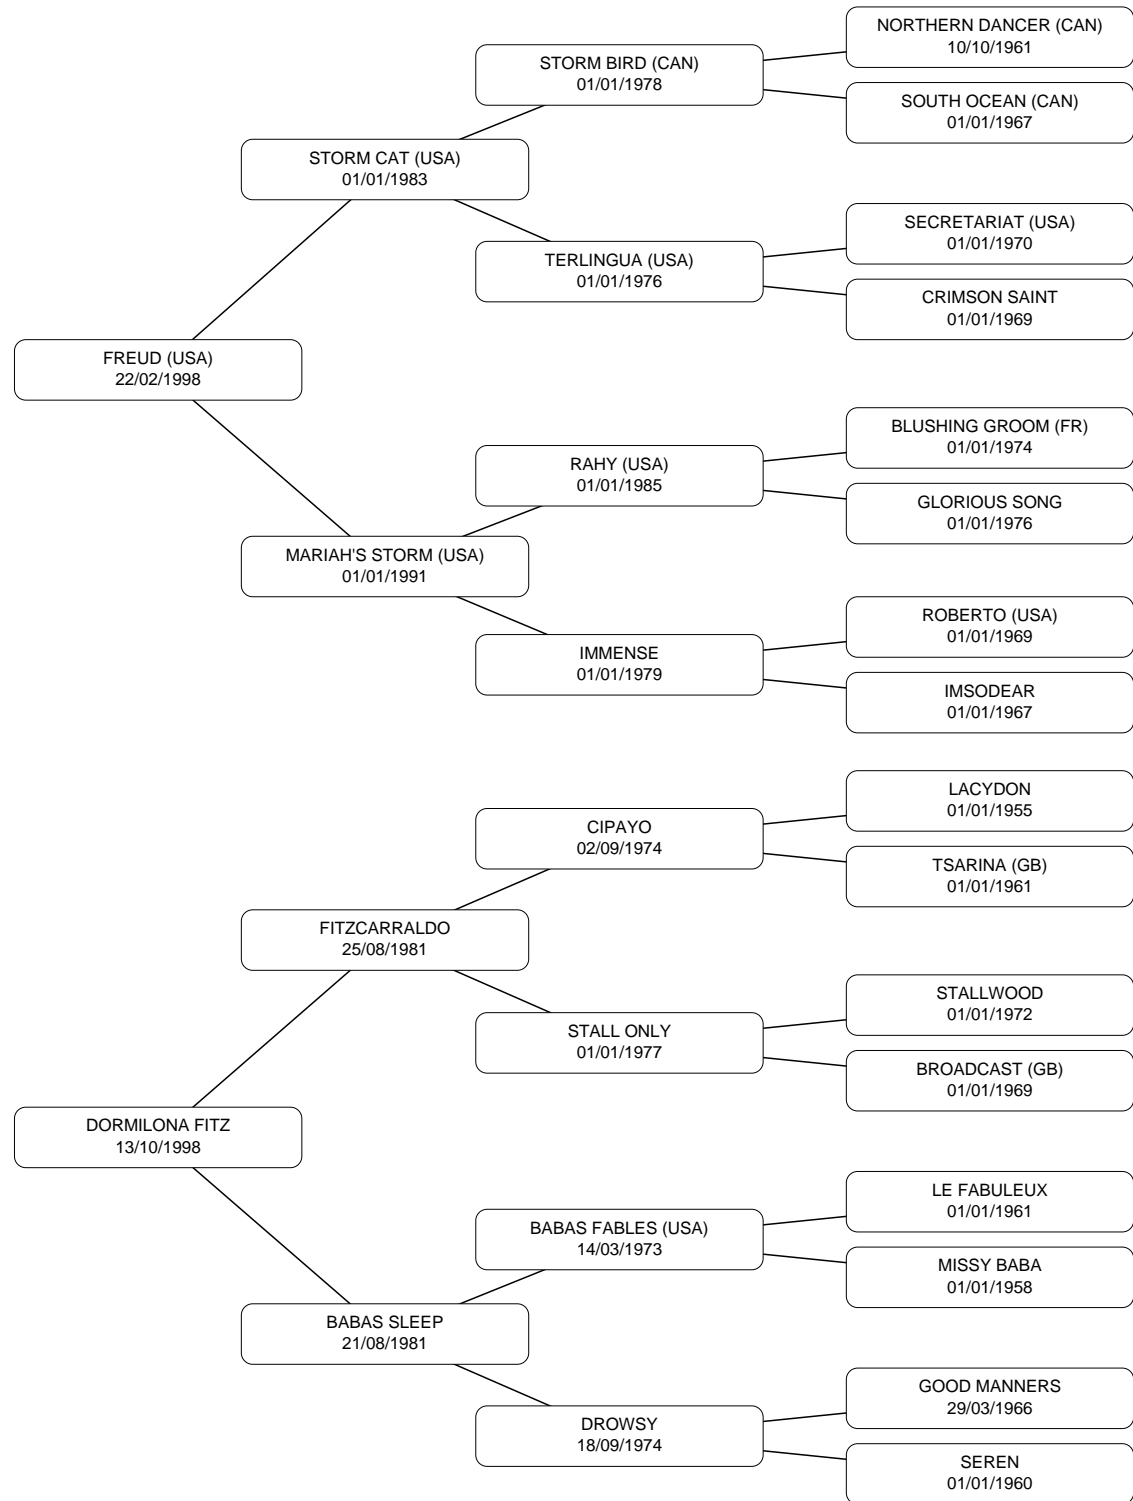 NORTHERN DANCER (CAN)
10/10/1961
STORM BIRD (CAN)
01/01/1978
SOUTH OCEAN (CAN)
01/01/1967
STORM CAT (USA)
01/01/1983
SECRETARIAT (USA)
01/01/1970
TERLINGUA (USA)
01/01/1976
CRIMSON SAINT
01/01/1969
FREUD (USA)
22/02/1998
BLUSHING GROOM (FR)
01/01/1974
RAHY (USA)
01/01/1985
GLORIOUS SONG
01/01/1976
MARIAH'S STORM (USA)
01/01/1991
ROBERTO (USA)
01/01/1969
IMMENSE
01/01/1979
IMSODEAR
01/01/1967
LACYDON
01/01/1955
CIPAYO
02/09/1974
TSARINA (GB)
01/01/1961
FITZCARRALDO
25/08/1981
STALLWOOD
01/01/1972
STALL ONLY
01/01/1977
BROADCAST (GB)
01/01/1969
DORMILONA FITZ
13/10/1998
LE FABULEUX
01/01/1961
BABAS FABLES (USA)
14/03/1973
MISSY BABA
01/01/1958
BABAS SLEEP
21/08/1981
GOOD MANNERS
29/03/1966
DROWSY
18/09/1974
SEREN
01/01/1960